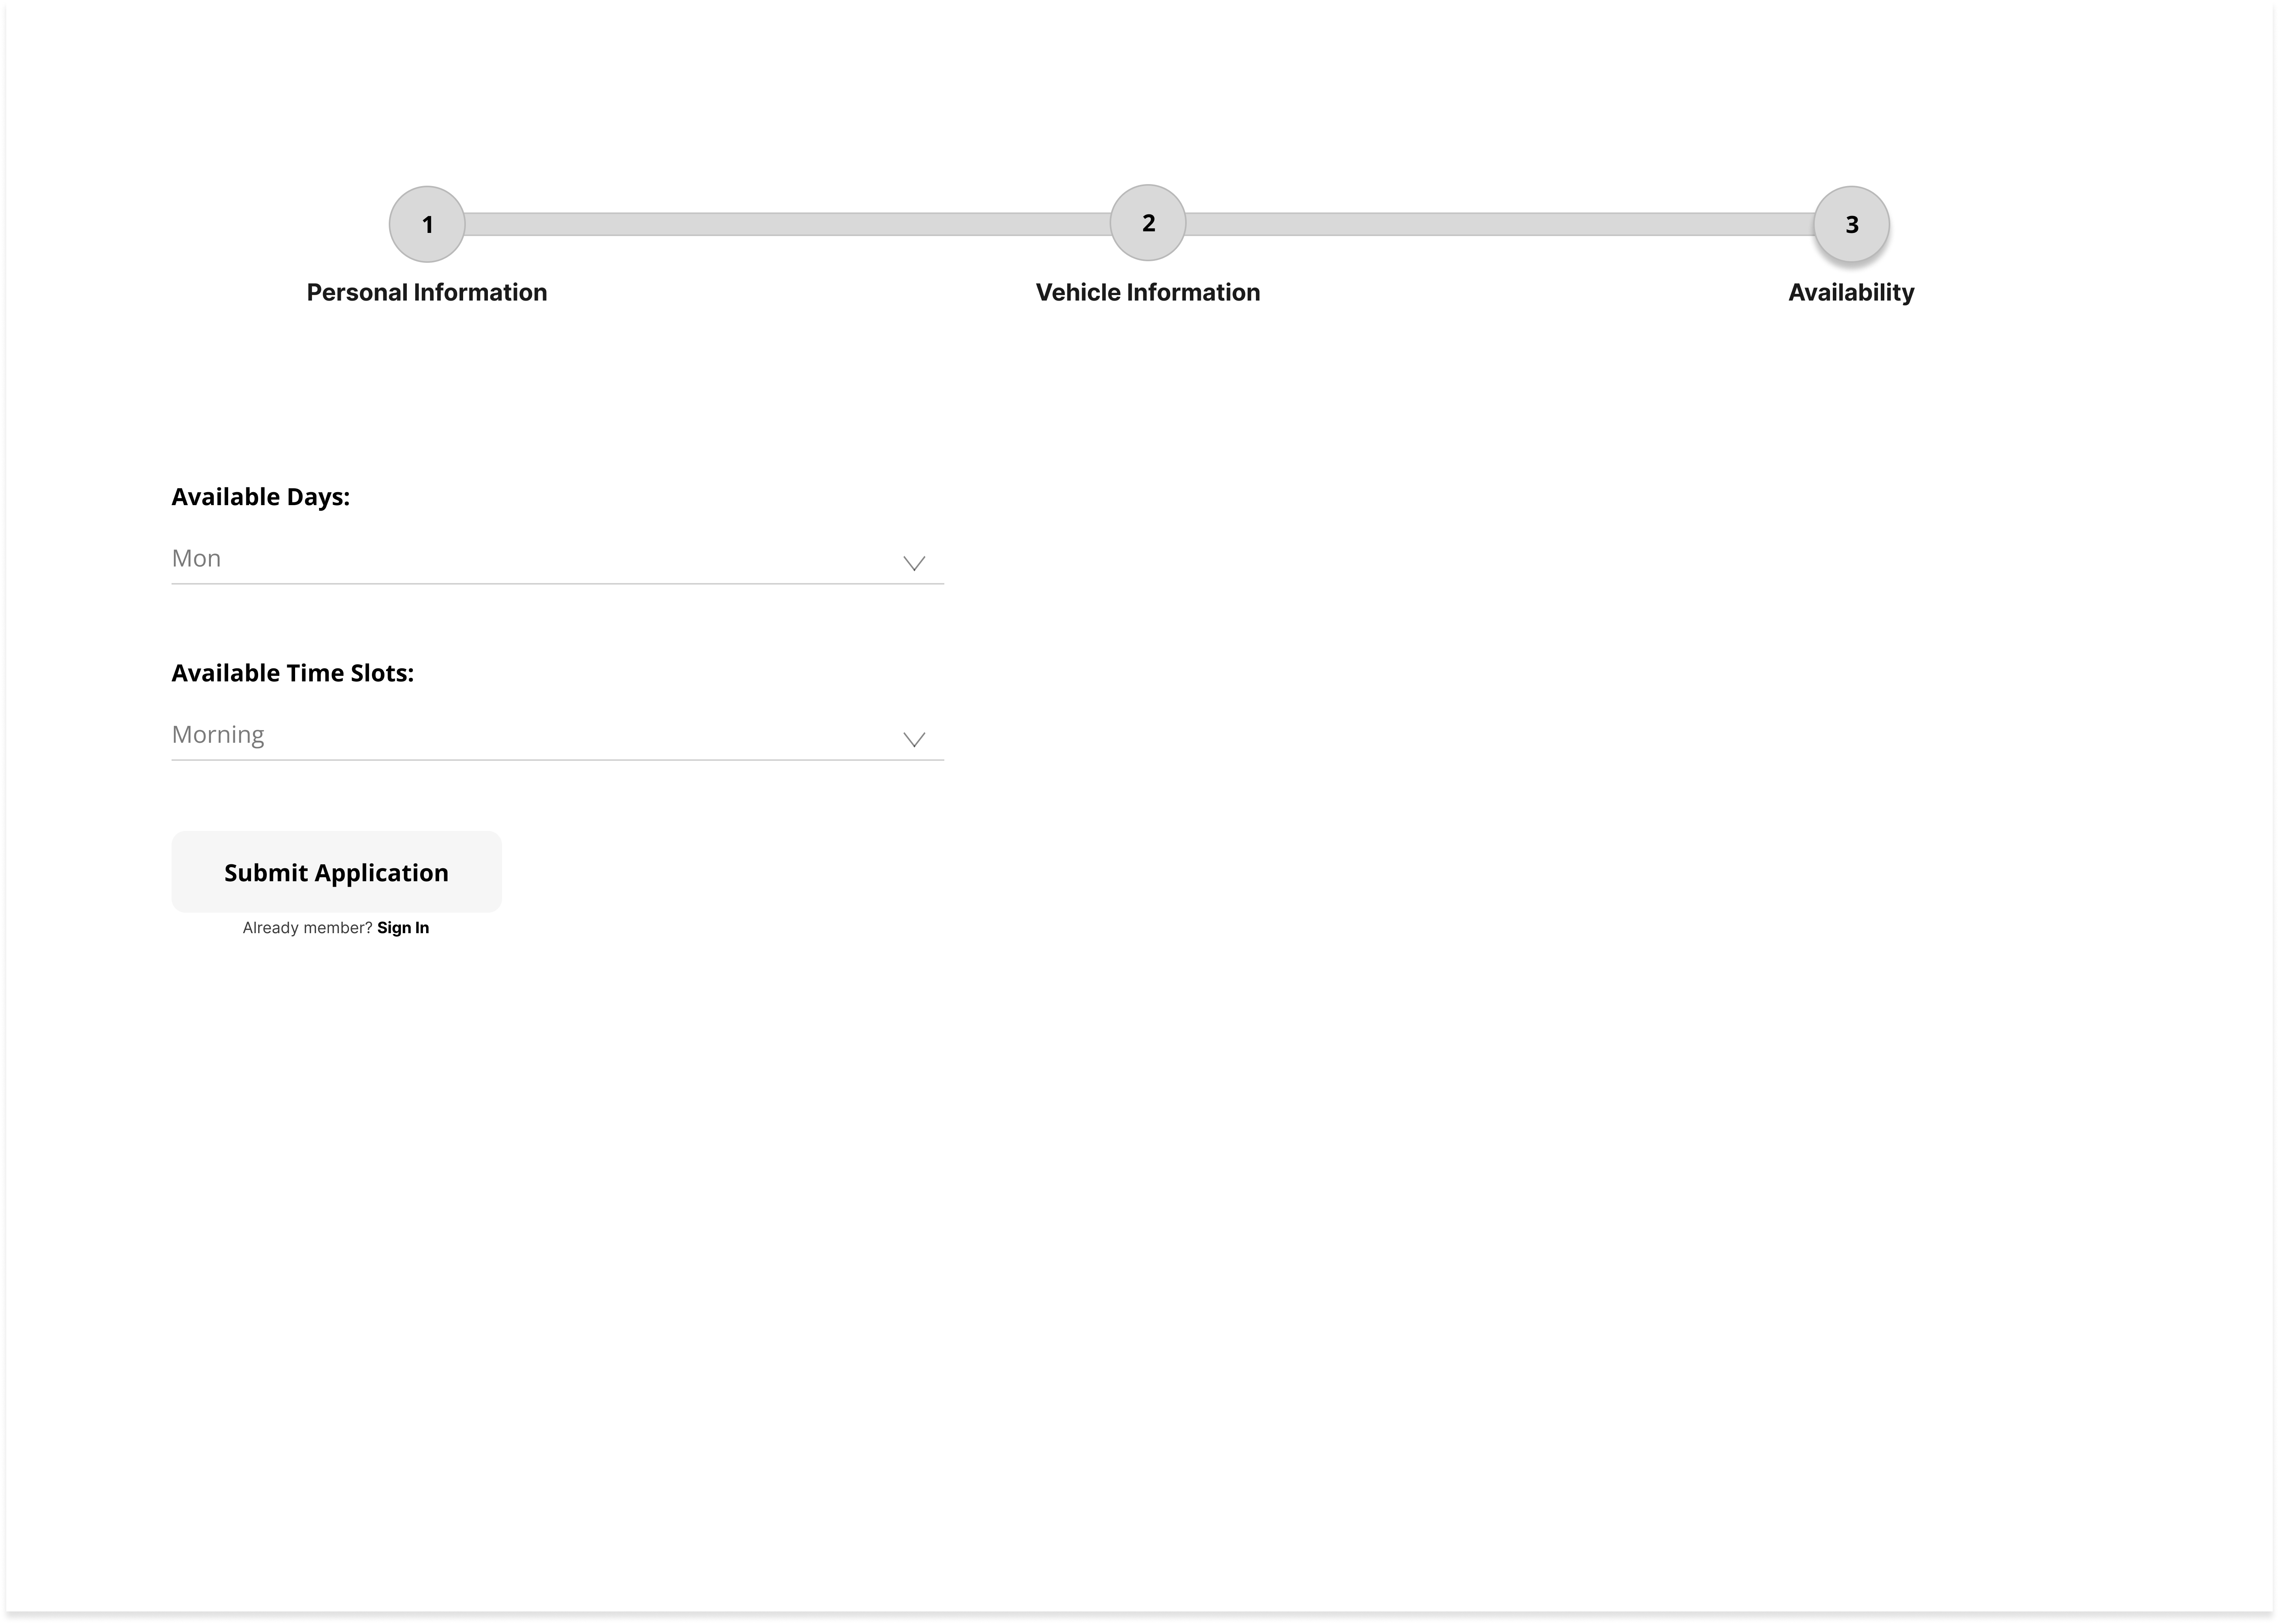 1
2
3
Personal Information
Vehicle Information
Availability
Available Days:
Mon
Available Time Slots:
Morning
Submit Application
Already member? Sign In